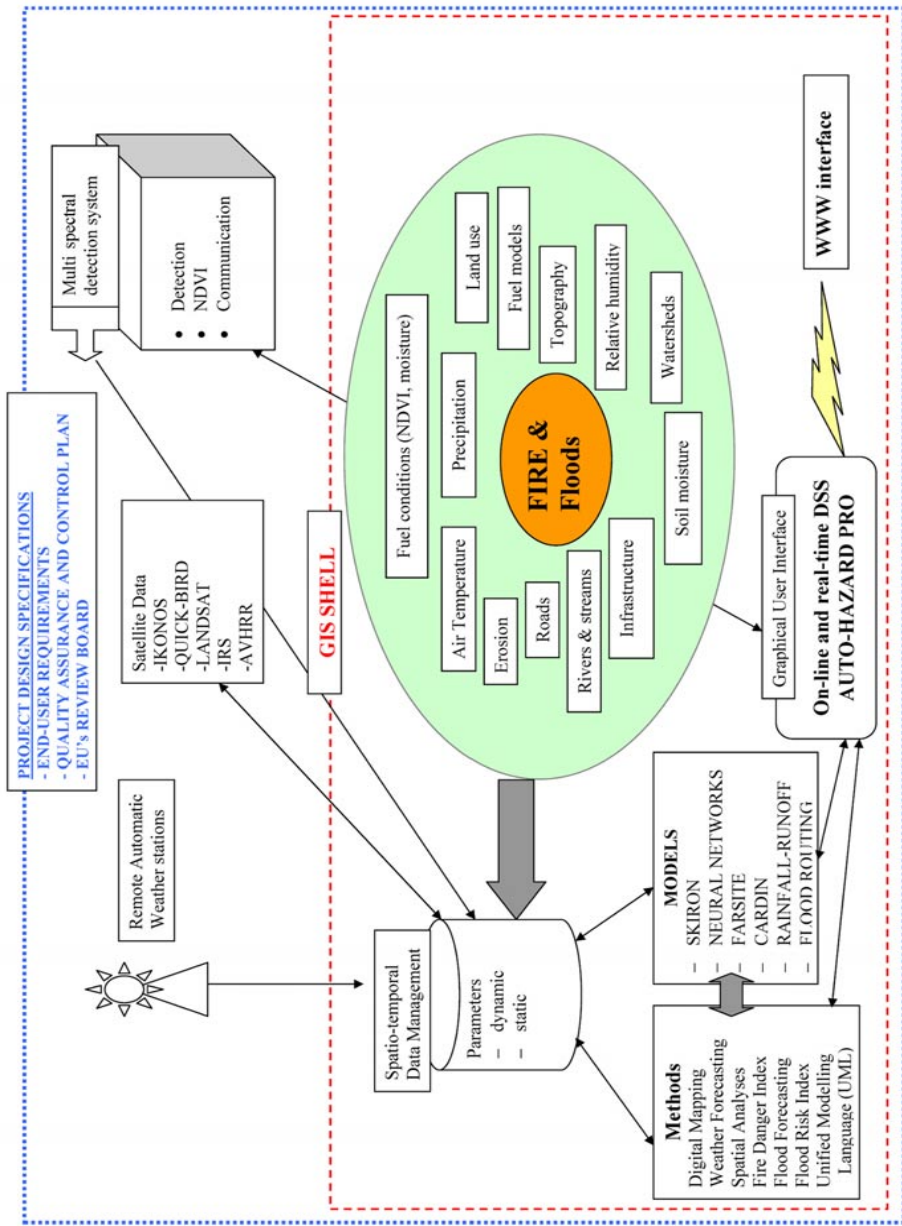 PROJECT DESIGN SPECIFICATIONS
- END-USER REQUIREMENTS
- QUALITY ASSURANCE AND CONTROL PLAN
- EU's REVIEW BOARD
Remote Automatic
Weather stations
Satellite Data
-IKONOS
-QUICK-BIRD
-LANDSAT
-IRS
-AVHRR
Multi spectral
detection system
• Detection
• NDVI
• Communication
GIS SHELL
Spatio-temporal
Data Management
Parameters
– dynamic
– static
Fuel conditions (NDVI, moisture)
Air Temperature
Precipitation
Land use
Erosion
Fuel models
Roads
Topography
Rivers & streams
FIRE &
Floods
Infrastructure
Relative humidity
Soil moisture
Watersheds
Methods
Digital Mapping
Weather Forecasting
Spatial Analyses
Fire Danger Index
Flood Forecasting
Flood Risk Index
Unified Modelling
Language (UML)
MODELS
– SKIRON
– NEURAL NETWORKS
– FARSITE
– CARDIN
– RAINFALL-RUNOFF
– FLOOD ROUTING
Graphical User Interface
On-line and real-time DSS
AUTO-HAZARD PRO
WWW interface